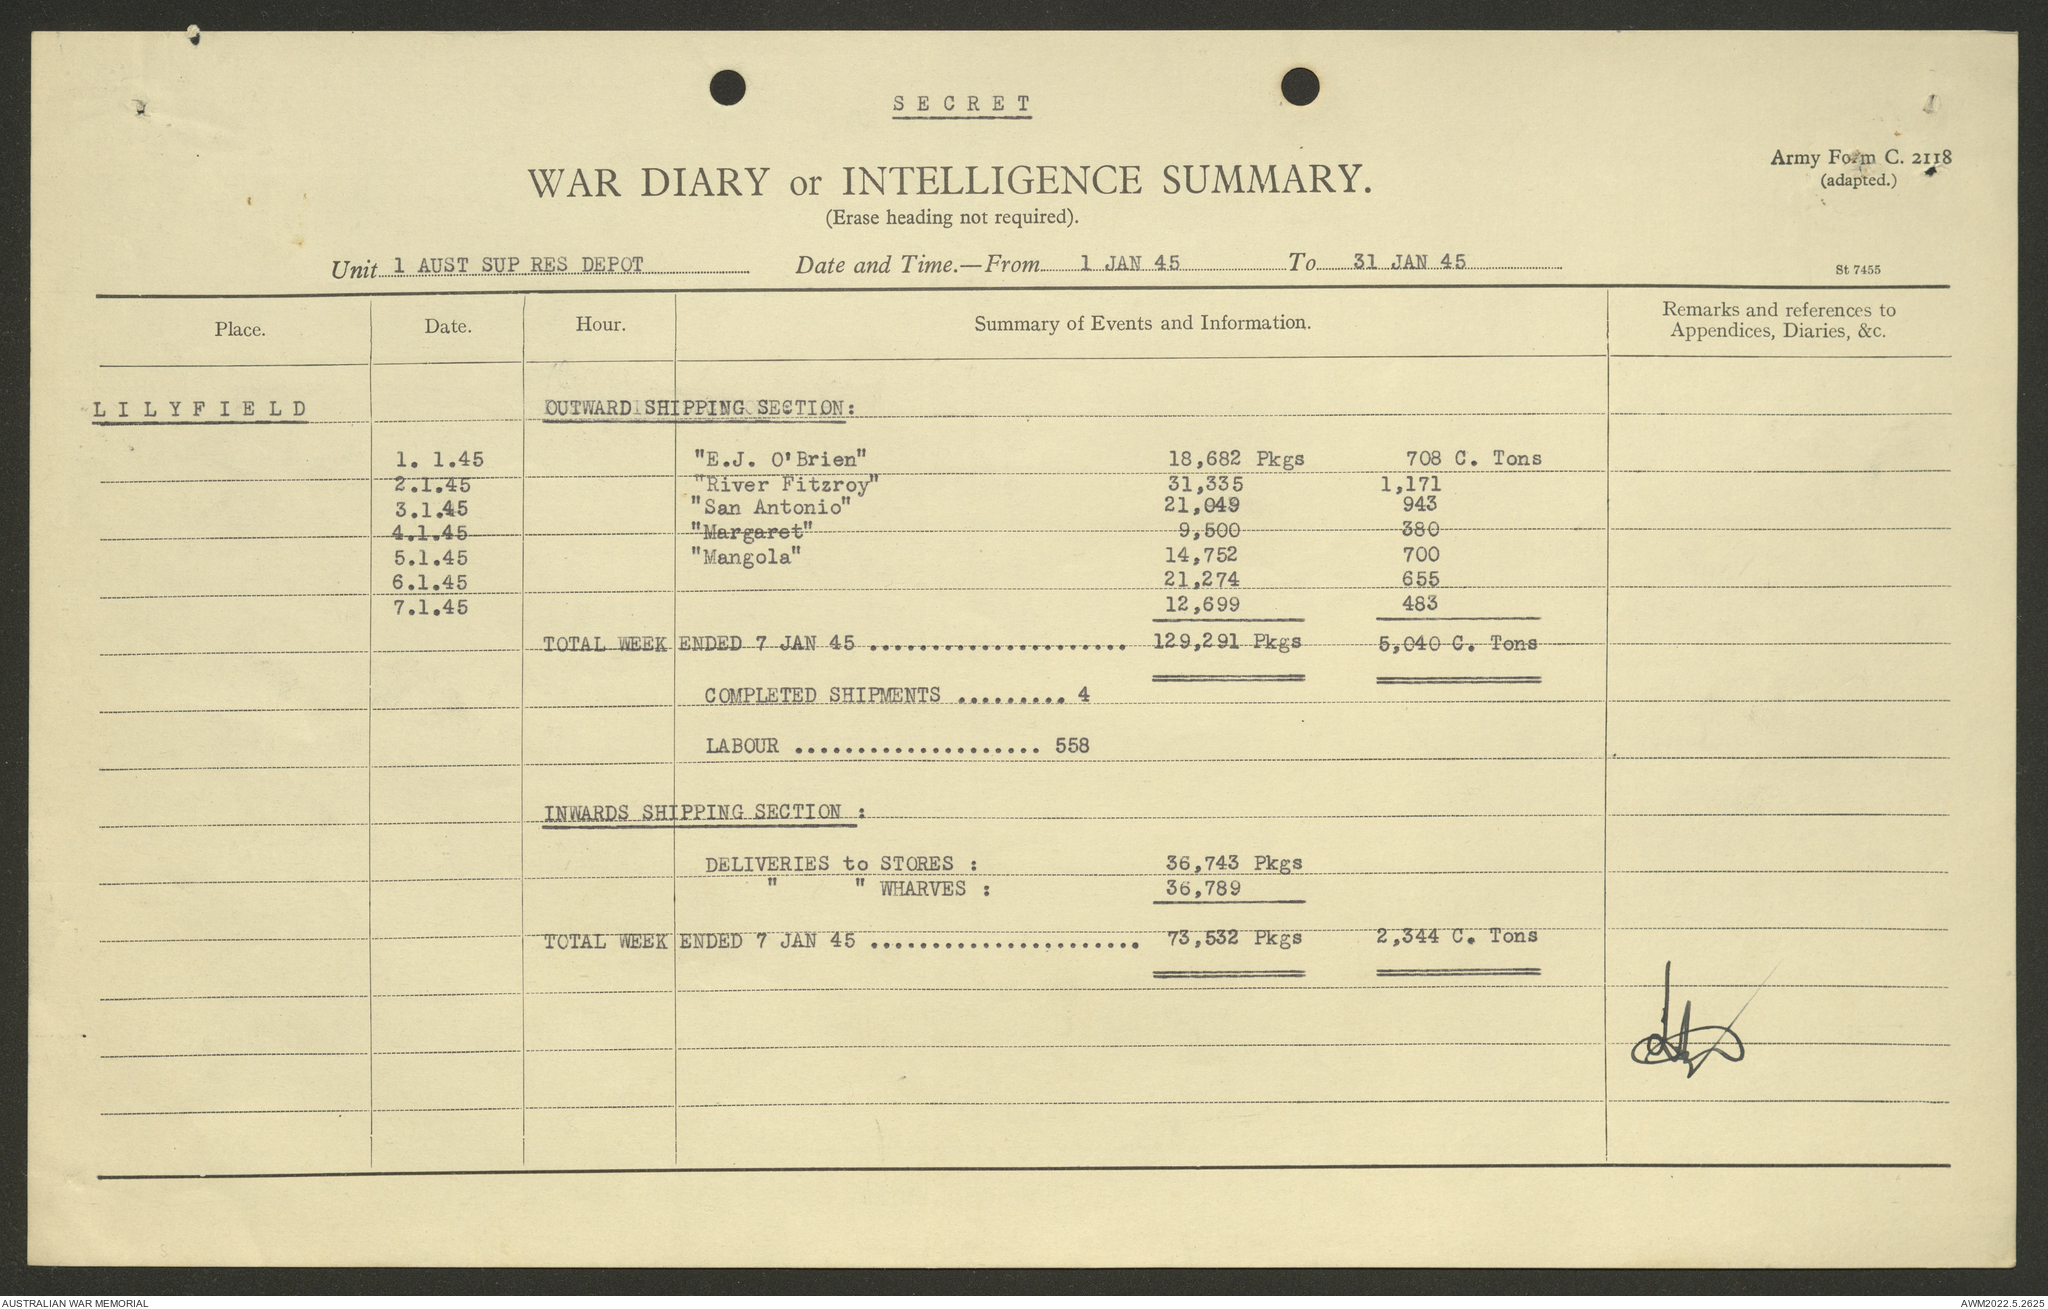 SECRET
Army Form C. 2118
(adapted.)
WAR DIARY or INTELLIGENCE SUMMARY.
(Erase heading not required).
Unit 1 AUST SUP RES DEPOT Date and Time.—From 1 JAN 45 To 31 JAN 45
St 7455
Place. Date. Hour. Summary of Events and Information. Remarks and references to
Appendices, Diaries, &c.
LILYFIELD OUTWARD SHIPPING SECTION:
1. 1.45 "E.J. O'Brien" 18,682 Pkgs 708 C. Tons
2.1.45 "River Fitzroy" 31,335 1,171
3.1.45 "San Antonio" 21,049 943
4.1.45 "Margaret" 9,500 380
5.1.45 "Mangola" 14,752 700
6.1.45 21,274 655
7.1.45 12,699 483
TOTAL WEEK ENDED 7 JAN 45 ..................... 129,291 Pkgs 5,040 C. Tons
COMPLETED SHIPMENTS ......... 4
LABOUR .................... 558
INWARDS SHIPPING SECTION :
DELIVERIES to STORES : 36,743 Pkgs
" " WHARVES : 36,789
TOTAL WEEK ENDED 7 JAN 45 ...................... 73,532 Pkgs 2,344 C. Tons
AUSTRALIAN WAR MEMORIAL AWM2022.5.2625